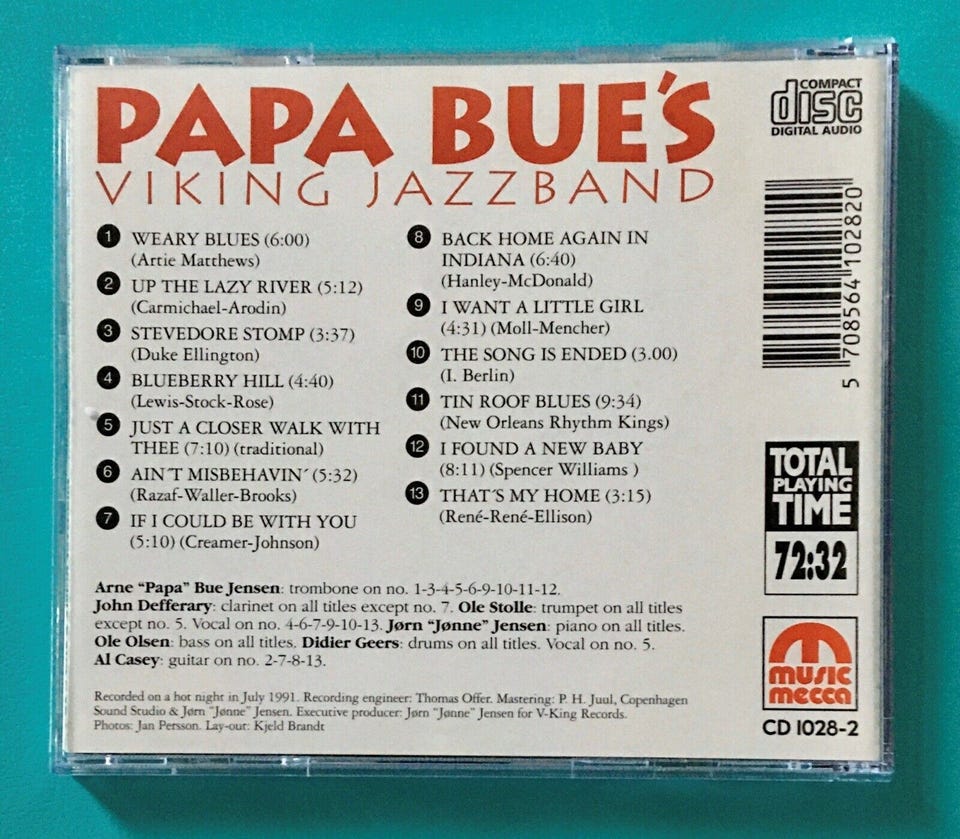 PAPA BUE'S
VIKING JAZZBAND
1 WEARY BLUES (6:00)
(Artie Matthews)
2 UP THE LAZY RIVER (5:12)
(Carmichael-Arodin)
3 STEVEDORE STOMP (3:37)
(Duke Ellington)
4 BLUEBERRY HILL (4:40)
(Lewis-Stock-Rose)
5 JUST A CLOSER WALK WITH
THEE (7:10) (traditional)
6 AIN´T MISBEHAVIN´ (5:32)
(Razaf-Waller-Brooks)
7 IF I COULD BE WITH YOU
(5:10) (Creamer-Johnson)
8 BACK HOME AGAIN IN
INDIANA (6:40)
(Hanley-McDonald)
9 I WANT A LITTLE GIRL
(4:31) (Moll-Mencher)
10 THE SONG IS ENDED (3.00)
(I. Berlin)
11 TIN ROOF BLUES (9:34)
(New Orleans Rhythm Kings)
12 I FOUND A NEW BABY
(8:11) (Spencer Williams )
13 THAT´S MY HOME (3:15)
(René-René-Ellison)
Arne “Papa” Bue Jensen: trombone on no. 1-3-4-5-6-9-10-11-12.
John Defferary: clarinet on all titles except no. 7. Ole Stolle: trumpet on all titles
except no. 5. Vocal on no. 4-6-7-9-10-13. Jørn “Jønne” Jensen: piano on all titles.
Ole Olsen: bass on all titles. Didier Geers: drums on all titles. Vocal on no. 5.
Al Casey: guitar on no. 2-7-8-13.
Recorded on a hot night in July 1991. Recording engineer: Thomas Offer. Mastering: P. H. Juul, Copenhagen
Sound Studio & Jørn "Jønne" Jensen. Executive producer: Jørn "Jønne" Jensen for V-King Records.
Photos: Jan Persson. Lay-out: Kjeld Brandt
COMPACT
disc
DIGITAL AUDIO
5 708564 102820
TOTAL
PLAYING
TIME
72:32
music
mecca
CD 1028-2